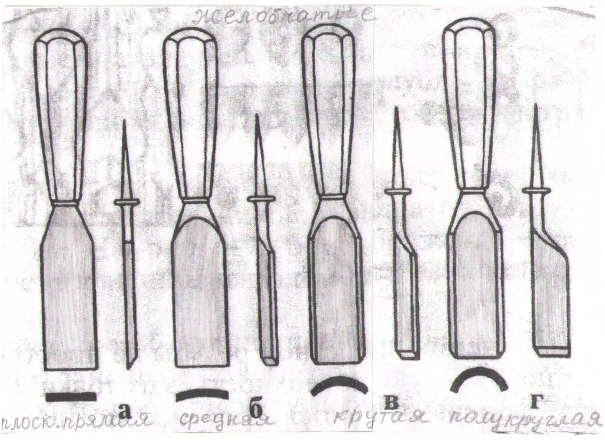 желобчатые
а б в г
плоск.прямая средняя крутая полукруглая